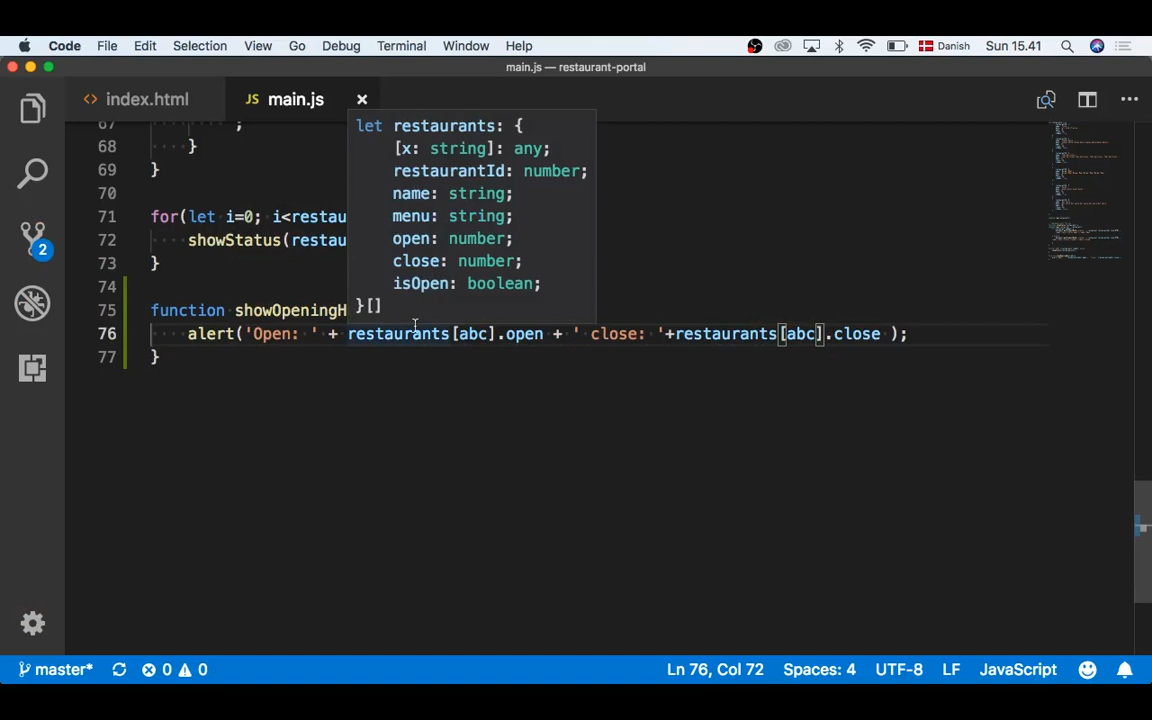 Code File Edit Selection View Go Debug Terminal Window Help Danish Sun 15.41
main.js — restaurant-portal
<> index.html JS main.js ×
67 ;
68 }
69 }
70
71 for(let i=0; i<restau
72 showStatus(restau
73 }
74
75 function showOpeningH
76 alert('Open: ' + restaurants[abc].open + ' close: '+restaurants[abc].close );
77 }
let restaurants: {
[x: string]: any;
restaurantId: number;
name: string;
menu: string;
open: number;
close: number;
isOpen: boolean;
}[]
2
master* 0 0 Ln 76, Col 72 Spaces: 4 UTF-8 LF JavaScript